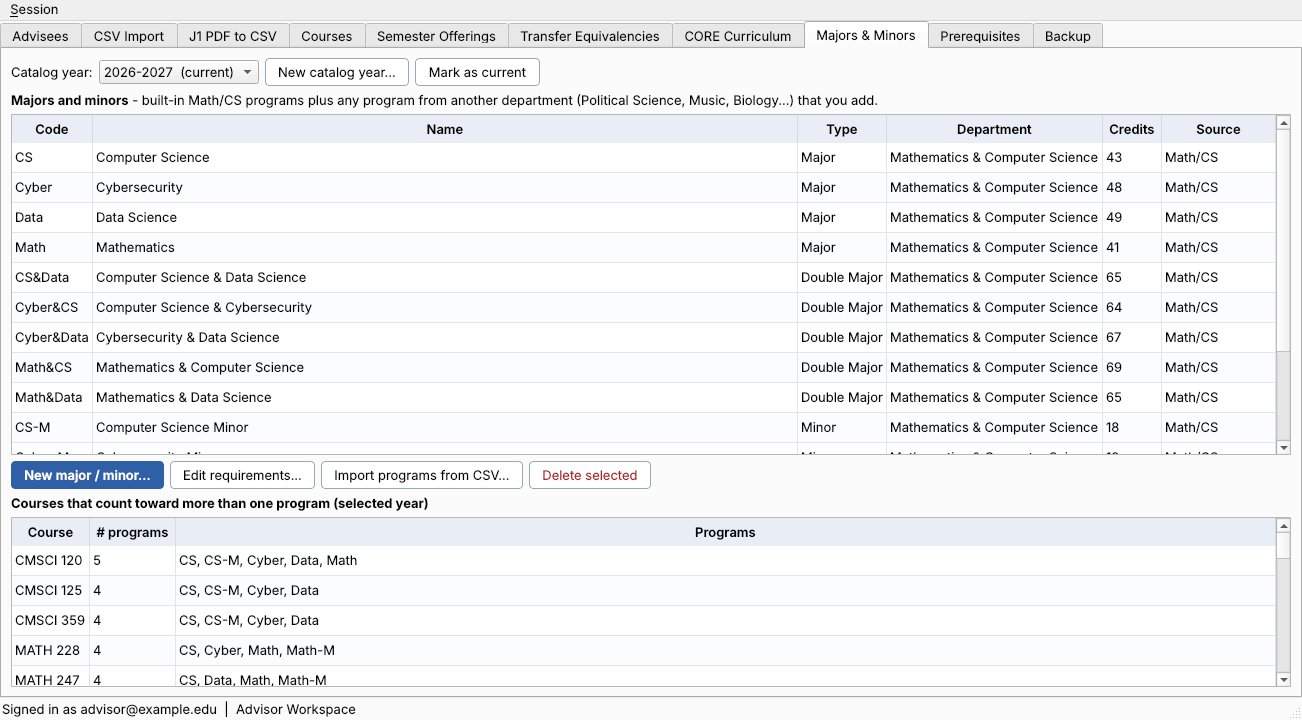 Session
Advisees CSV Import J1 PDF to CSV Courses Semester Offerings Transfer Equivalencies CORE Curriculum Majors & Minors Prerequisites Backup
Catalog year: 2026-2027 (current) New catalog year... Mark as current
Majors and minors - built-in Math/CS programs plus any program from another department (Political Science, Music, Biology...) that you add.
Code Name Type Department Credits Source
CS Computer Science Major Mathematics & Computer Science 43 Math/CS
Cyber Cybersecurity Major Mathematics & Computer Science 48 Math/CS
Data Data Science Major Mathematics & Computer Science 49 Math/CS
Math Mathematics Major Mathematics & Computer Science 41 Math/CS
CS&Data Computer Science & Data Science Double Major Mathematics & Computer Science 65 Math/CS
Cyber&CS Computer Science & Cybersecurity Double Major Mathematics & Computer Science 64 Math/CS
Cyber&Data Cybersecurity & Data Science Double Major Mathematics & Computer Science 67 Math/CS
Math&CS Mathematics & Computer Science Double Major Mathematics & Computer Science 69 Math/CS
Math&Data Mathematics & Data Science Double Major Mathematics & Computer Science 65 Math/CS
CS-M Computer Science Minor Minor Mathematics & Computer Science 18 Math/CS
New major / minor... Edit requirements... Import programs from CSV... Delete selected
Courses that count toward more than one program (selected year)
Course # programs Programs
CMSCI 120 5 CS, CS-M, Cyber, Data, Math
CMSCI 125 4 CS, CS-M, Cyber, Data
CMSCI 359 4 CS, CS-M, Cyber, Data
MATH 228 4 CS, Cyber, Math, Math-M
MATH 247 4 CS, Data, Math, Math-M
Signed in as advisor@example.edu | Advisor Workspace